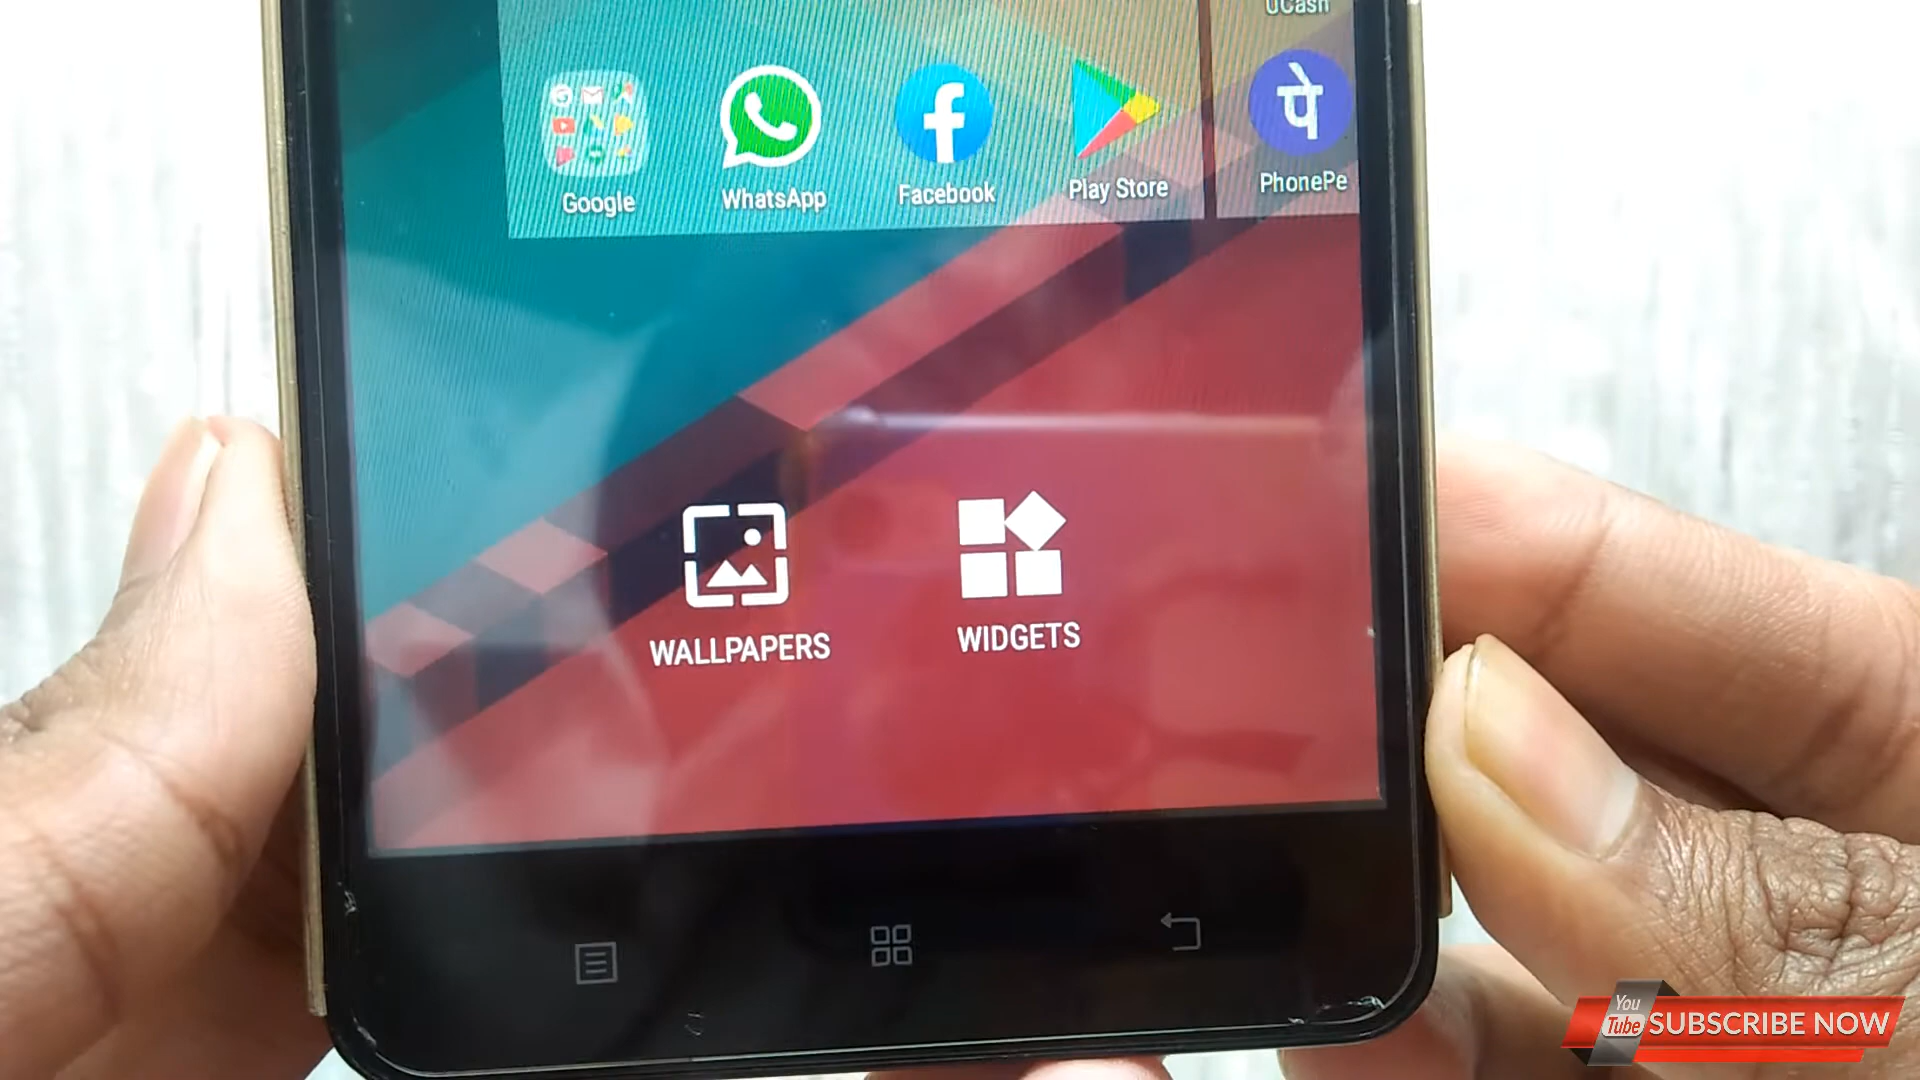 UCash
पे
Google
WhatsApp
Facebook
Play Store
PhonePe
WALLPAPERS
WIDGETS
You
Tube
SUBSCRIBE NOW